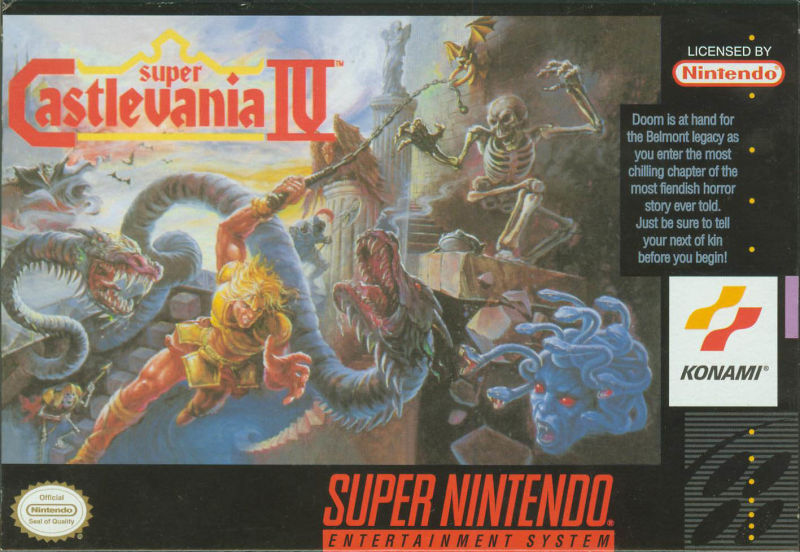 super
Castlevania IV™
LICENSED BY
Nintendo®
Doom is at hand for
the Belmont legacy as
you enter the most
chilling chapter of the
most fiendish horror
story ever told.
Just be sure to tell
your next of kin
before you begin!
KONAMI®
Official
Nintendo
Seal of Quality
SUPER NINTENDO®
ENTERTAINMENT SYSTEM